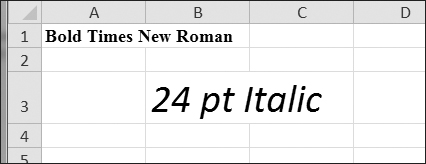 A B C D
1 Bold Times New Roman
2
3 24 pt Italic
4
5